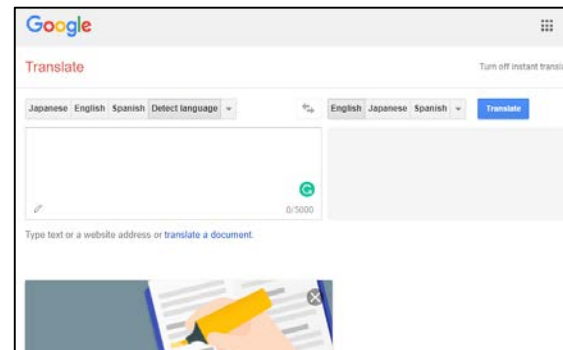 Google
Translate
Turn off instant transl
Japanese English Spanish Detect language
English Japanese Spanish
Translate
0/5000
Type text or a website address or translate a document.